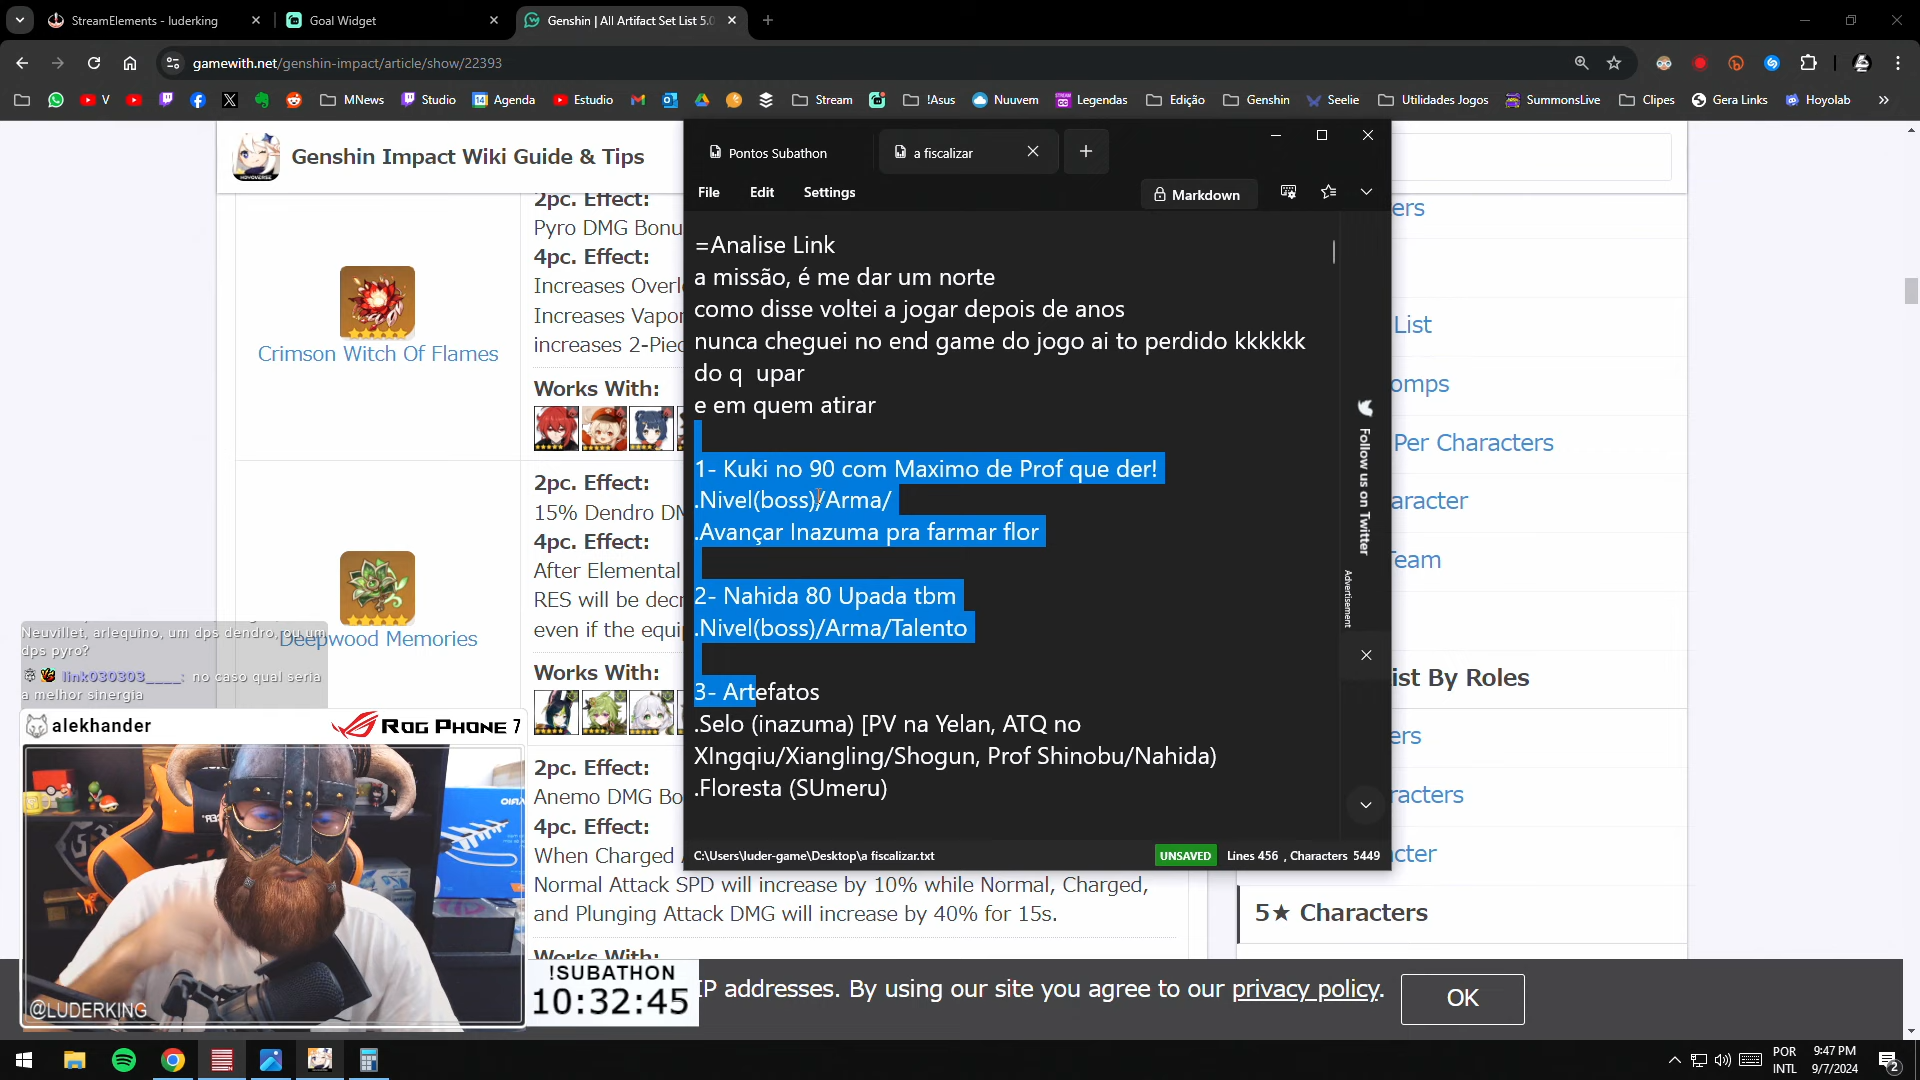 StreamElements - luderking
Goal Widget
Genshin | All Artifact Set List 5.0
gamewith.net/genshin-impact/article/show/22393
V
MNews
Studio
Agenda
Estudio
Stream
!Asus
Nuuvem
Legendas
Edição
Genshin
Seelie
Utilidades Jogos
SummonsLive
Clipes
Gera Links
Hoyolab
Genshin Impact Wiki Guide & Tips
2pc. Effect:
Pyro DMG Bonu
4pc. Effect:
Increases Overl
Increases Vapor
increases 2-Piec
Crimson Witch Of Flames
Works With:
2pc. Effect:
15% Dendro DM
4pc. Effect:
After Elemental
RES will be decr
even if the equi
Deepwood Memories
Works With:
2pc. Effect:
Anemo DMG Bo
4pc. Effect:
When Charged A
Normal Attack SPD will increase by 10% while Normal, Charged,
and Plunging Attack DMG will increase by 40% for 15s.
Works With:
Pontos Subathon
a fiscalizar
File Edit Settings
Markdown
=Analise Link
a missão, é me dar um norte
como disse voltei a jogar depois de anos
nunca cheguei no end game do jogo ai to perdido kkkkkk
do q  upar
e em quem atirar
1- Kuki no 90 com Maximo de Prof que der!
.Nivel(boss)/Arma/
.Avançar Inazuma pra farmar flor
2- Nahida 80 Upada tbm
.Nivel(boss)/Arma/Talento
3- Artefatos
.Selo (inazuma) [PV na Yelan, ATQ no
XIngqiu/Xiangling/Shogun, Prof Shinobu/Nahida)
.Floresta (SUmeru)
C:\Users\luder-game\Desktop\a fiscalizar.txt
UNSAVED
Lines 456 , Characters 5449
Follow us on Twitter
Advertisement
ers
List
omps
Per Characters
aracter
eam
ist By Roles
ers
racters
cter
5★ Characters
Neuvillet, arlequino, um dps dendro, ou um
dps pyro?
link030303____: no caso qual seria
a melhor sinergia
alekhander
ROG PHONE 7
@LUDERKING
!SUBATHON
10:32:45
IP addresses. By using our site you agree to our privacy policy.
OK
POR
INTL
9:47 PM
9/7/2024
2